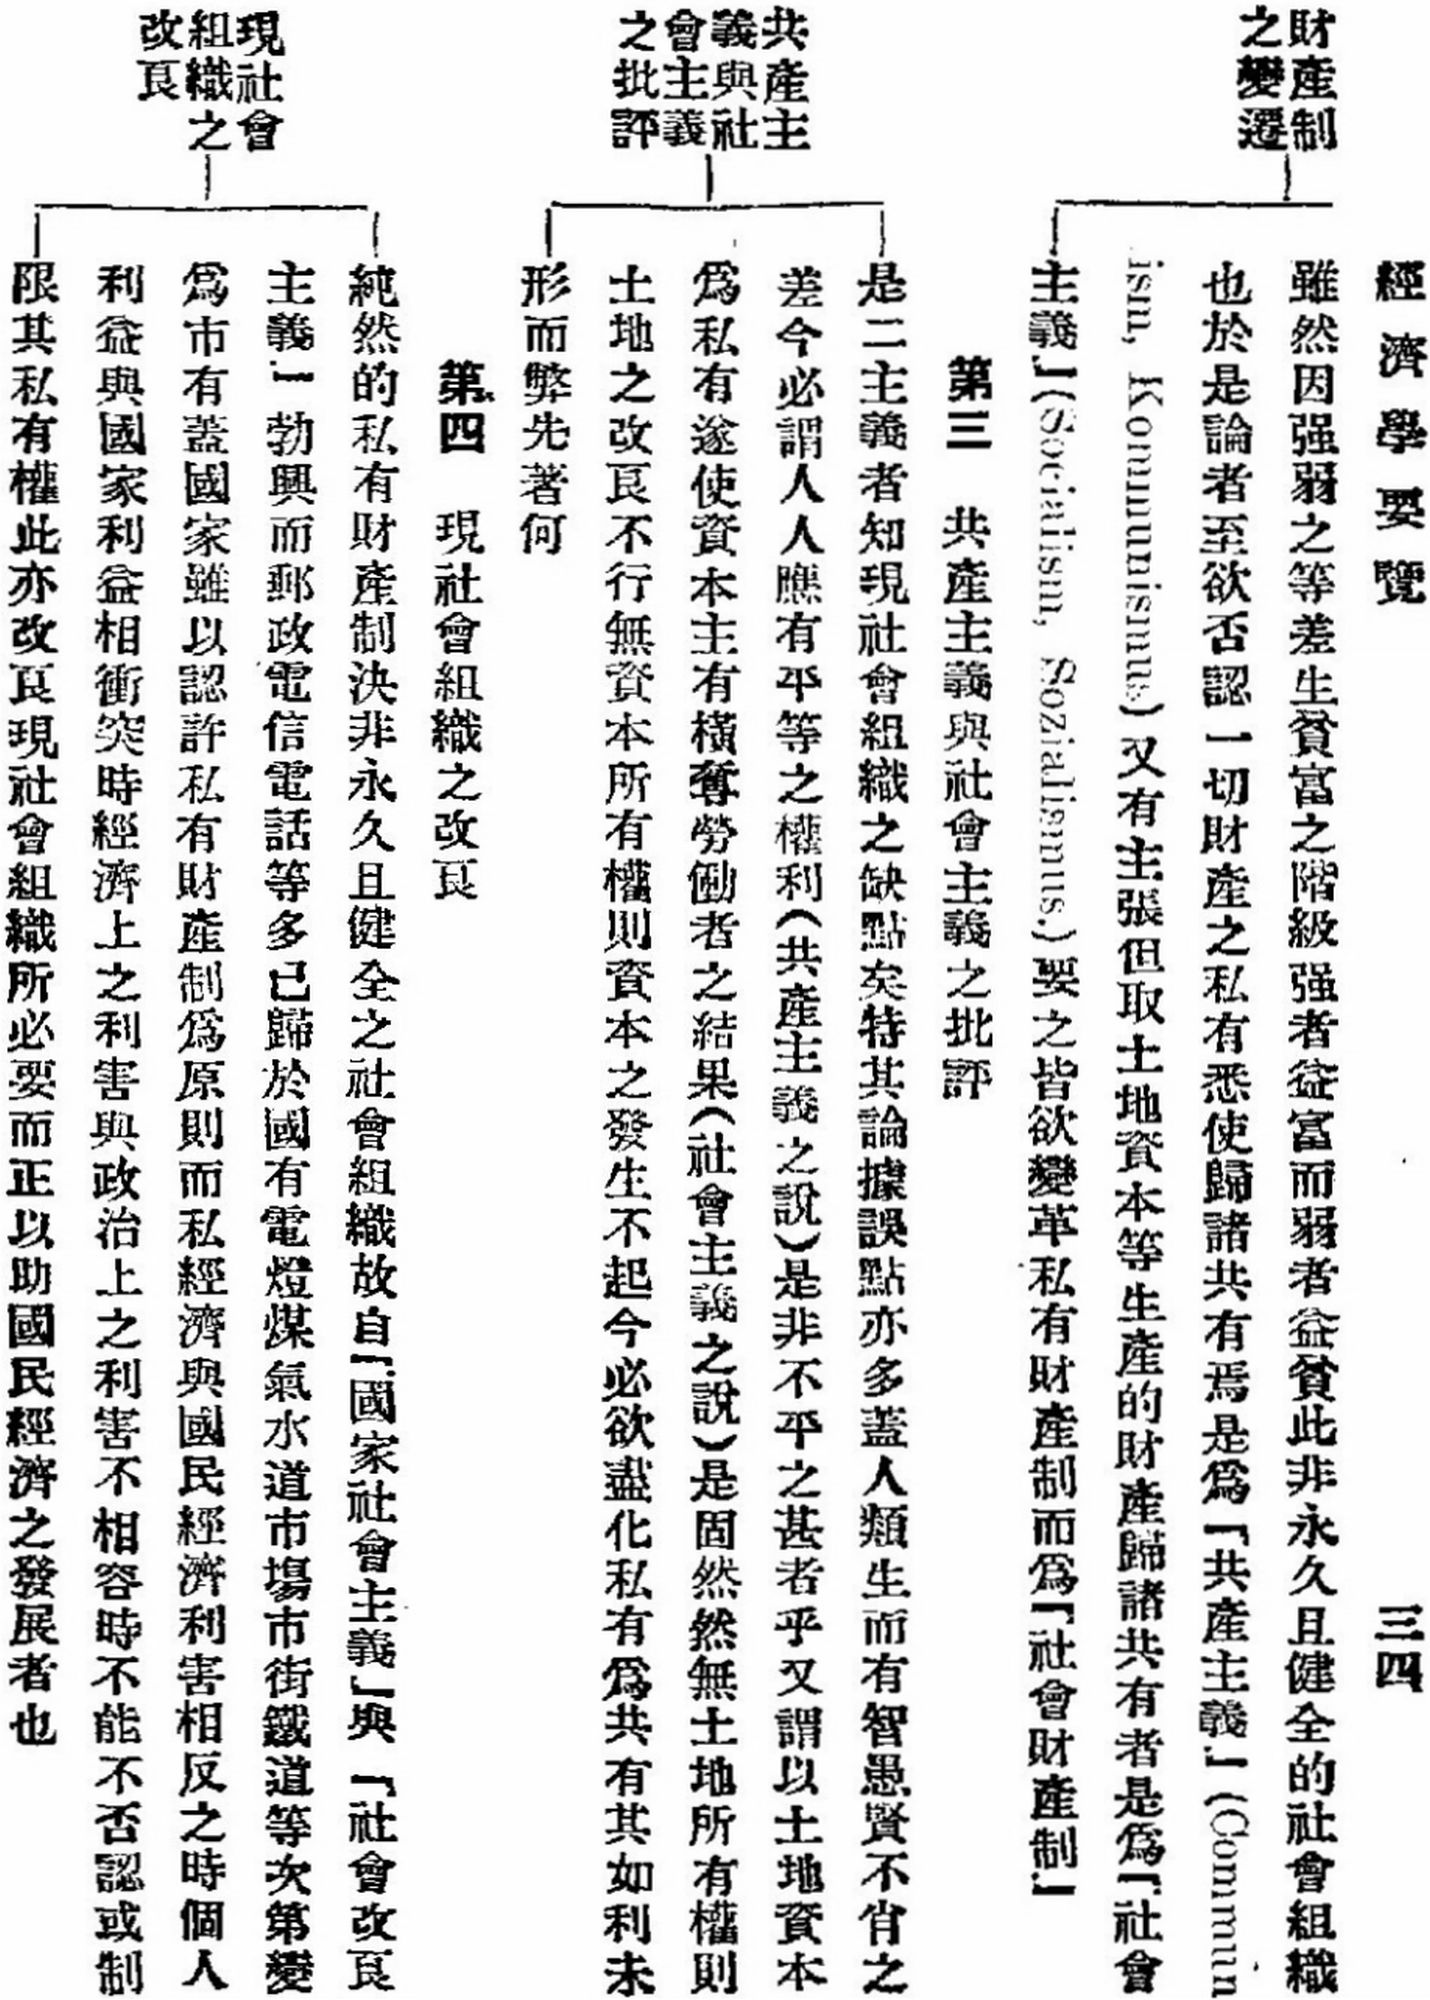 經濟學要覽
三四
財產制
之變遷
雖然因强弱之等差生貧富之階級强者益富而弱者益貧此非永久且健全的社會組織
也於是論者至欲否認一切財產之私有悉使歸諸共有焉是爲「共產主義」(Commun
ism, Kommunismus)又有主張但取土地資本等生產的財產歸諸共有者是爲「社會
主義」(Socialism, Sozialismus.)要之皆欲變革私有財產制而爲「社會財產制」
第三　共產主義與社會主義之批評
共產主
義與社
會主義
之批評
是二主義者知現社會組織之缺點矣特其論據誤點亦多蓋人類生而有智愚賢不肖之
差今必謂人人應有平等之權利(共產主義之說)是非不平之甚者乎又謂以土地資本
爲私有遂使資本主有橫奪勞働者之結果(社會主義之說)是固然然無土地所有權則
土地之改良不行無資本所有權則資本之發生不起今必欲盡化私有爲共有其如利未
形而弊先著何
第四　現社會組織之改良
現社會
組織之
改良
純然的私有財產制決非永久且健全之社會組織故自「國家社會主義」與「社會改良
主義」勃興而郵政電信電話等多已歸於國有電燈煤氣水道市場市街鐵道等次第變
爲市有蓋國家雖以認許私有財產制爲原則而私經濟與國民經濟利害相反之時個人
利益與國家利益相衝突時經濟上之利害與政治上之利害不相容時不能不否認或制
限其私有權此亦改良現社會組織所必要而正以助國民經濟之發展者也